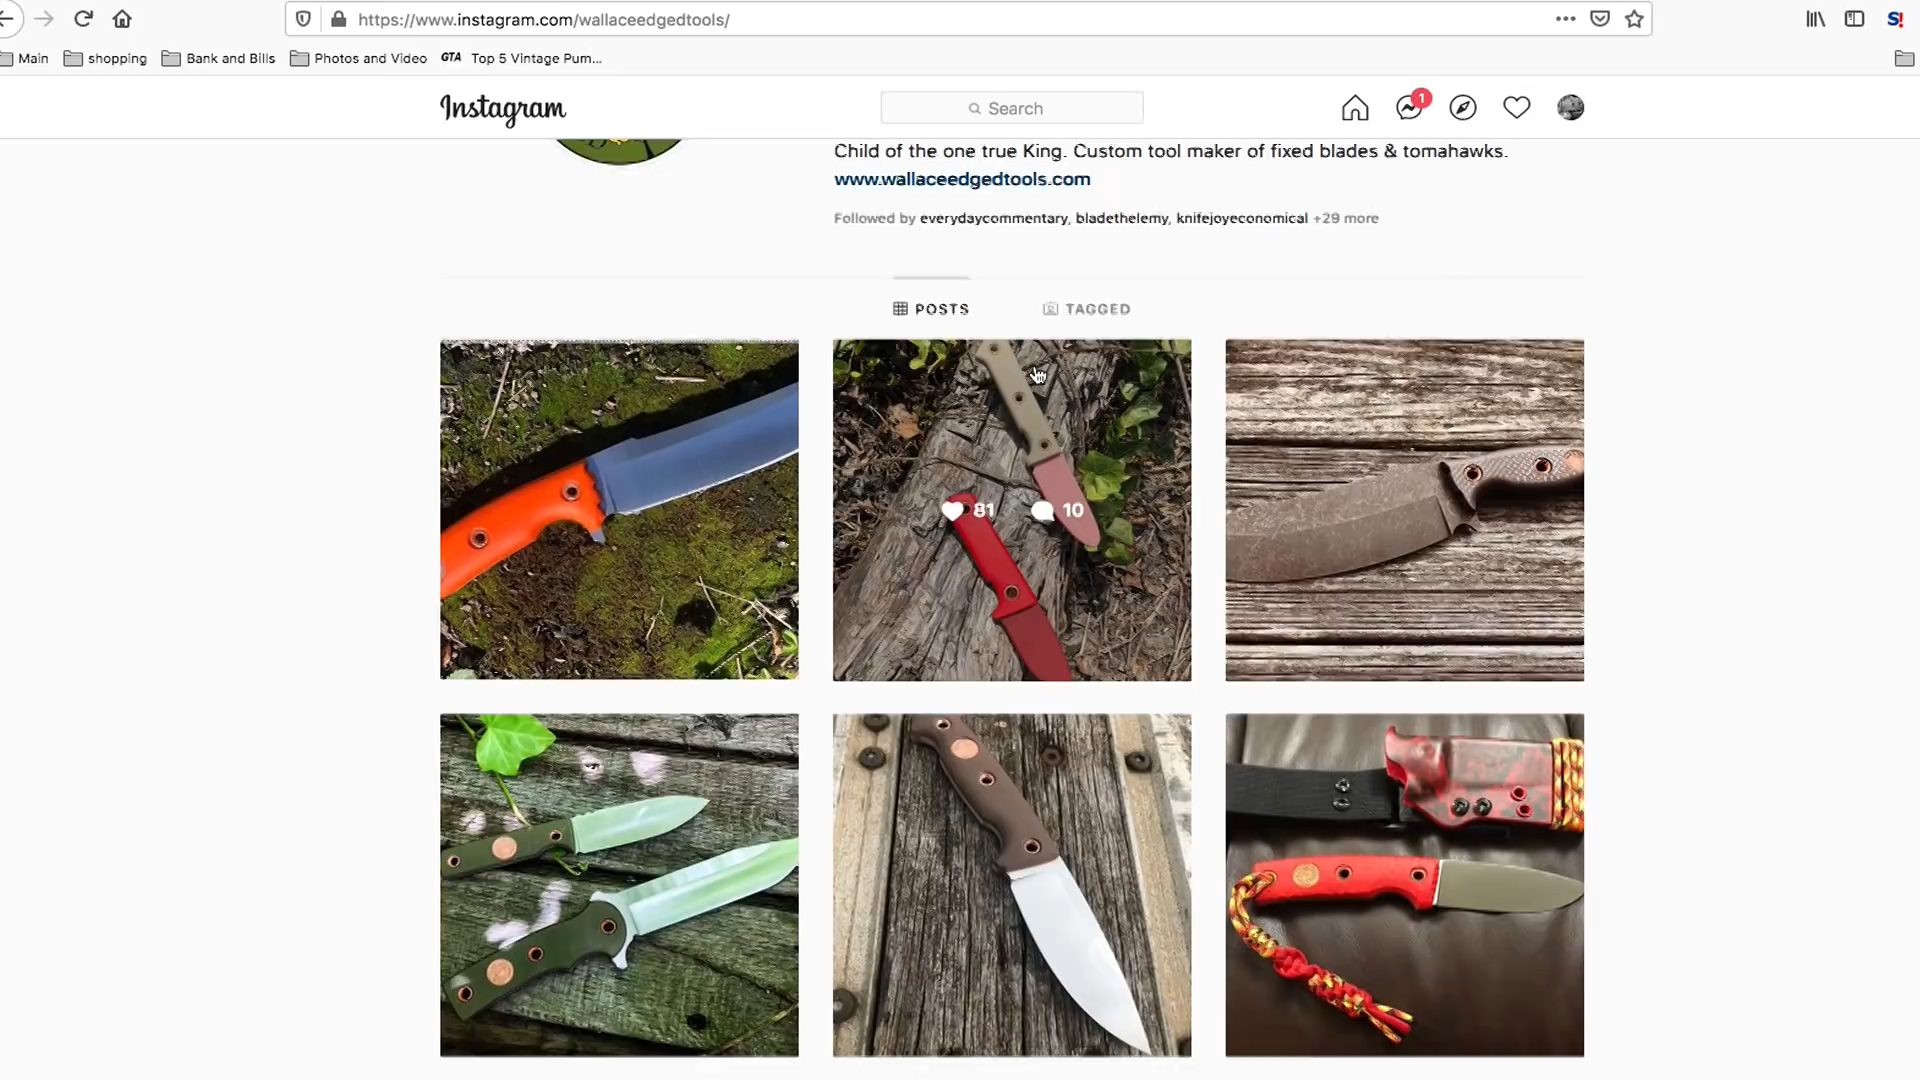 https://www.instagram.com/wallaceedgedtools/
S!
Main
shopping
Bank and Bills
Photos and Video
GTA Top 5 Vintage Pum...
Instagram
Search
1
Child of the one true King. Custom tool maker of fixed blades & tomahawks.
www.wallaceedgedtools.com
Followed by everydaycommentary, bladethelemy, knifejoyeconomical +29 more
POSTS
TAGGED
81 10